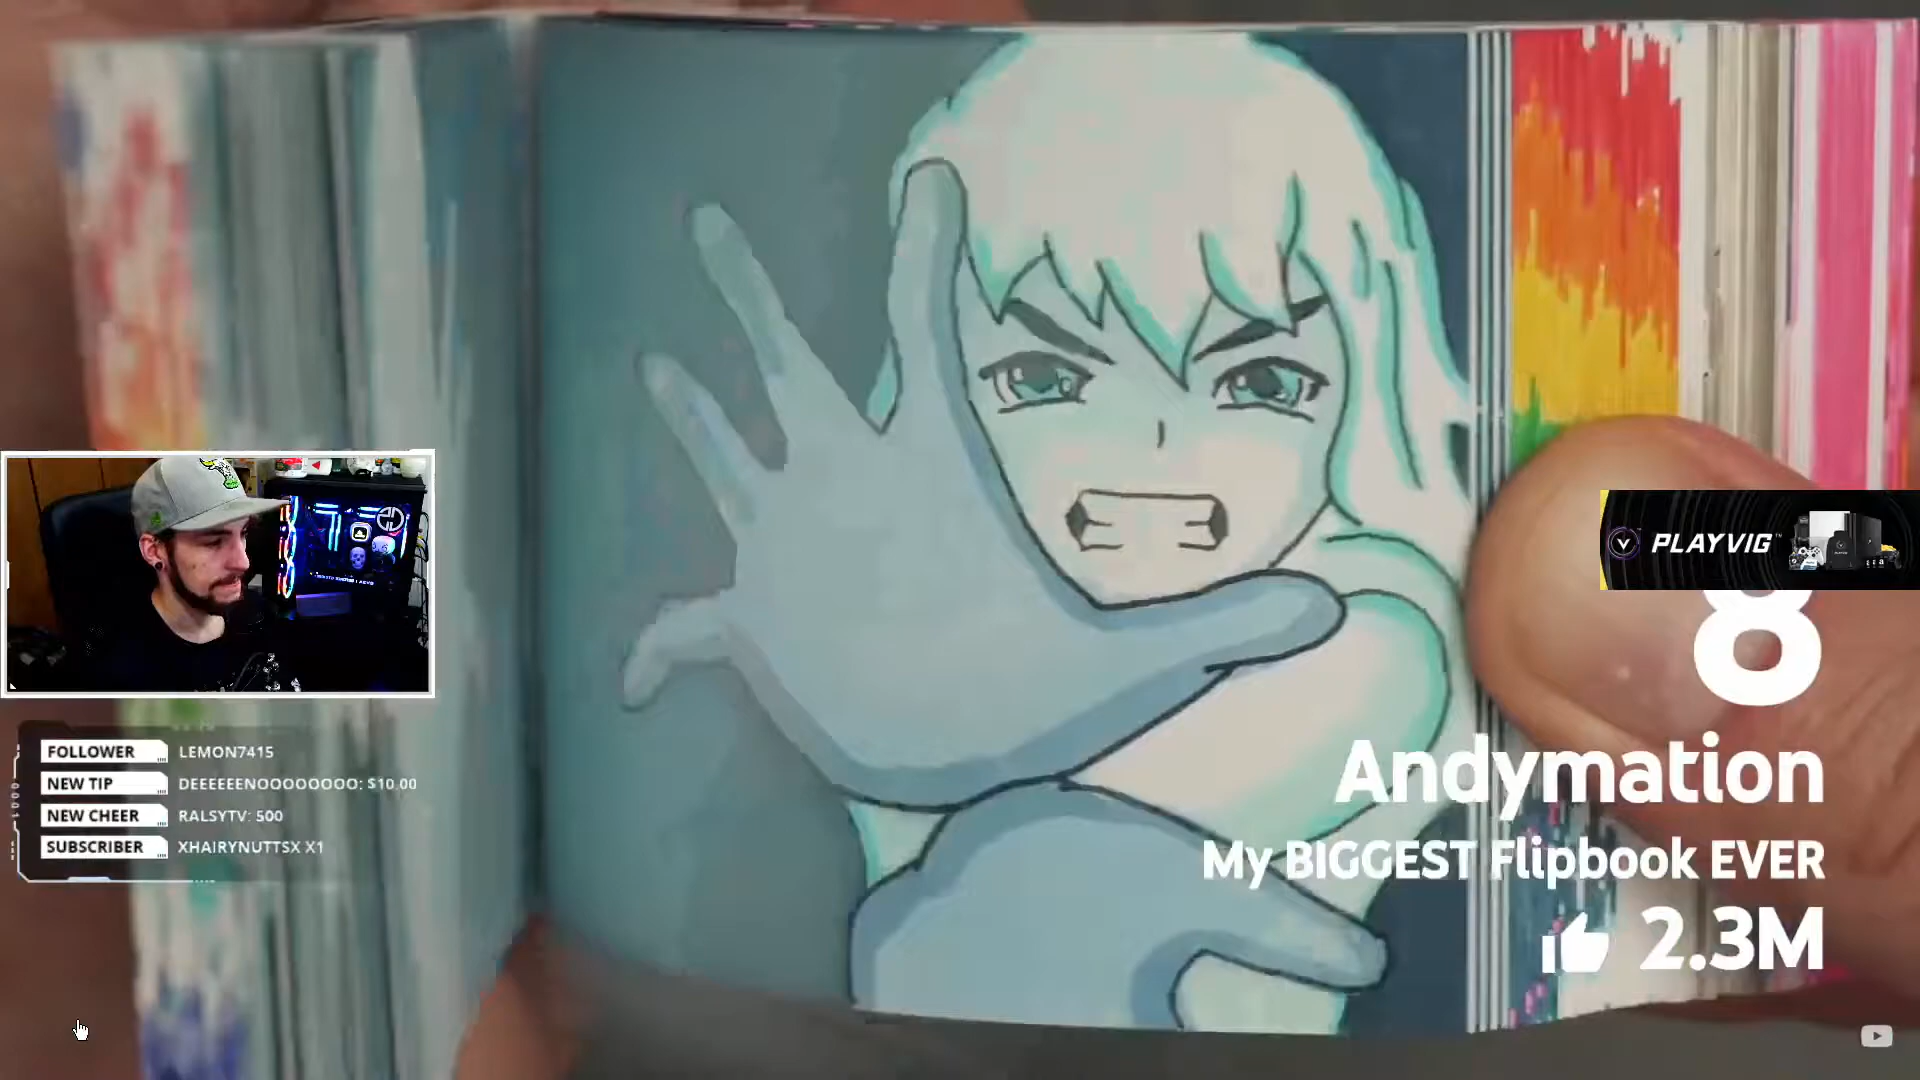 PLAYVIG
8
Andymation
My BIGGEST Flipbook EVER
2.3M
FOLLOWER LEMON7415
NEW TIP DEEEEEENOOOOOOOO: $10.00
NEW CHEER RALSYTV: 500
SUBSCRIBER XHAIRYNUTTSX X1